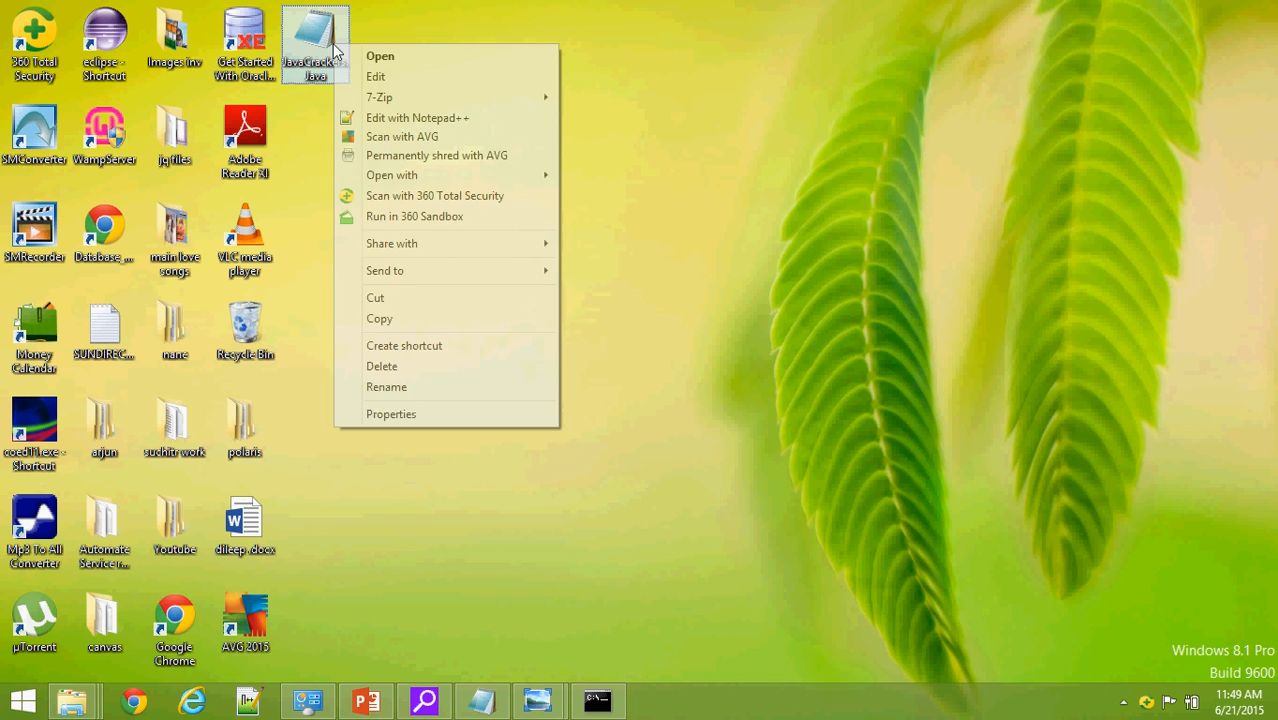 360 Total
Security
eclipse -
Shortcut
Images inv
Get Started
With Oracl...
JavaCracker.
Java
SMConverter
WampServer
jq files
Adobe
Reader XI
SMRecorder
Database_...
main love
songs
VLC media
player
Money
Calendar
SUNDIREC...
nane
Recycle Bin
coed11.exe -
Shortcut
arjun
suchitr work
polaris
Mp3 To All
Converter
Automate
Service r...
Youtube
dileep .docx
µTorrent
canvas
Google
Chrome
AVG 2015
Open
Edit
7-Zip
Edit with Notepad++
Scan with AVG
Permanently shred with AVG
Open with
Scan with 360 Total Security
Run in 360 Sandbox
Share with
Send to
Cut
Copy
Create shortcut
Delete
Rename
Properties
Windows 8.1 Pro
Build 9600
11:49 AM
6/21/2015